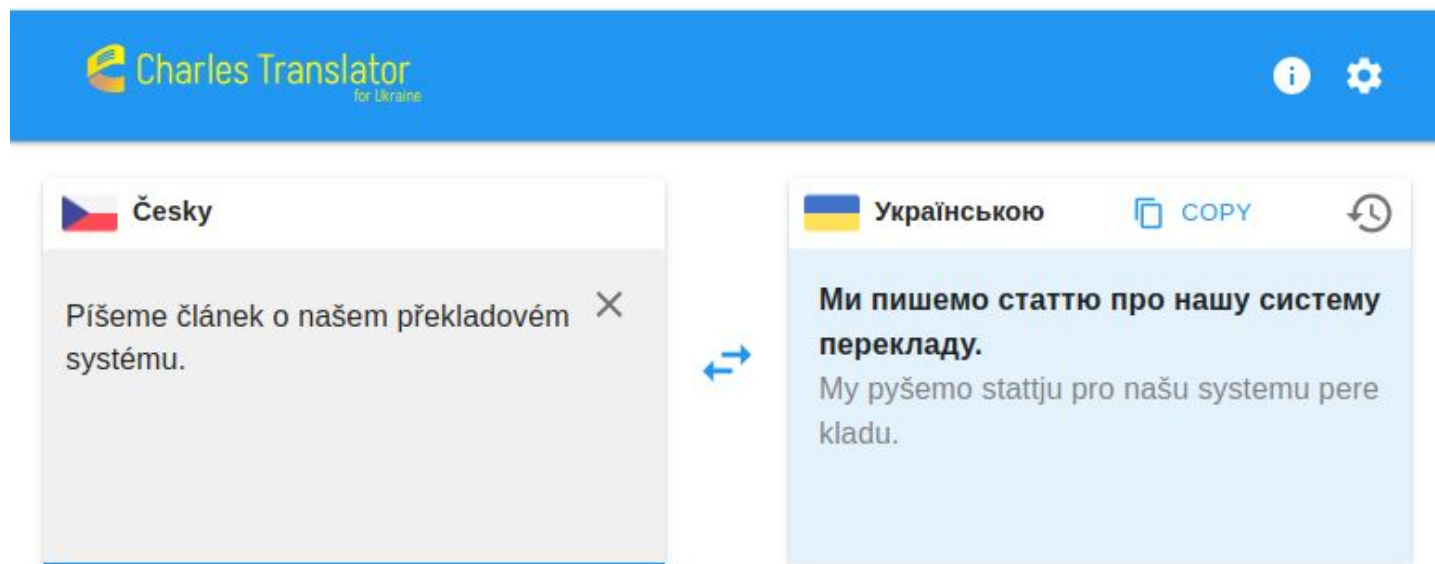 Charles Translator
for Ukraine
Česky
Píšeme článek o našem překladovém
systému.
Українською
COPY
Ми пишемо статтю про нашу систему
перекладу.
My pyšemo stattju pro našu systemu pere
kladu.